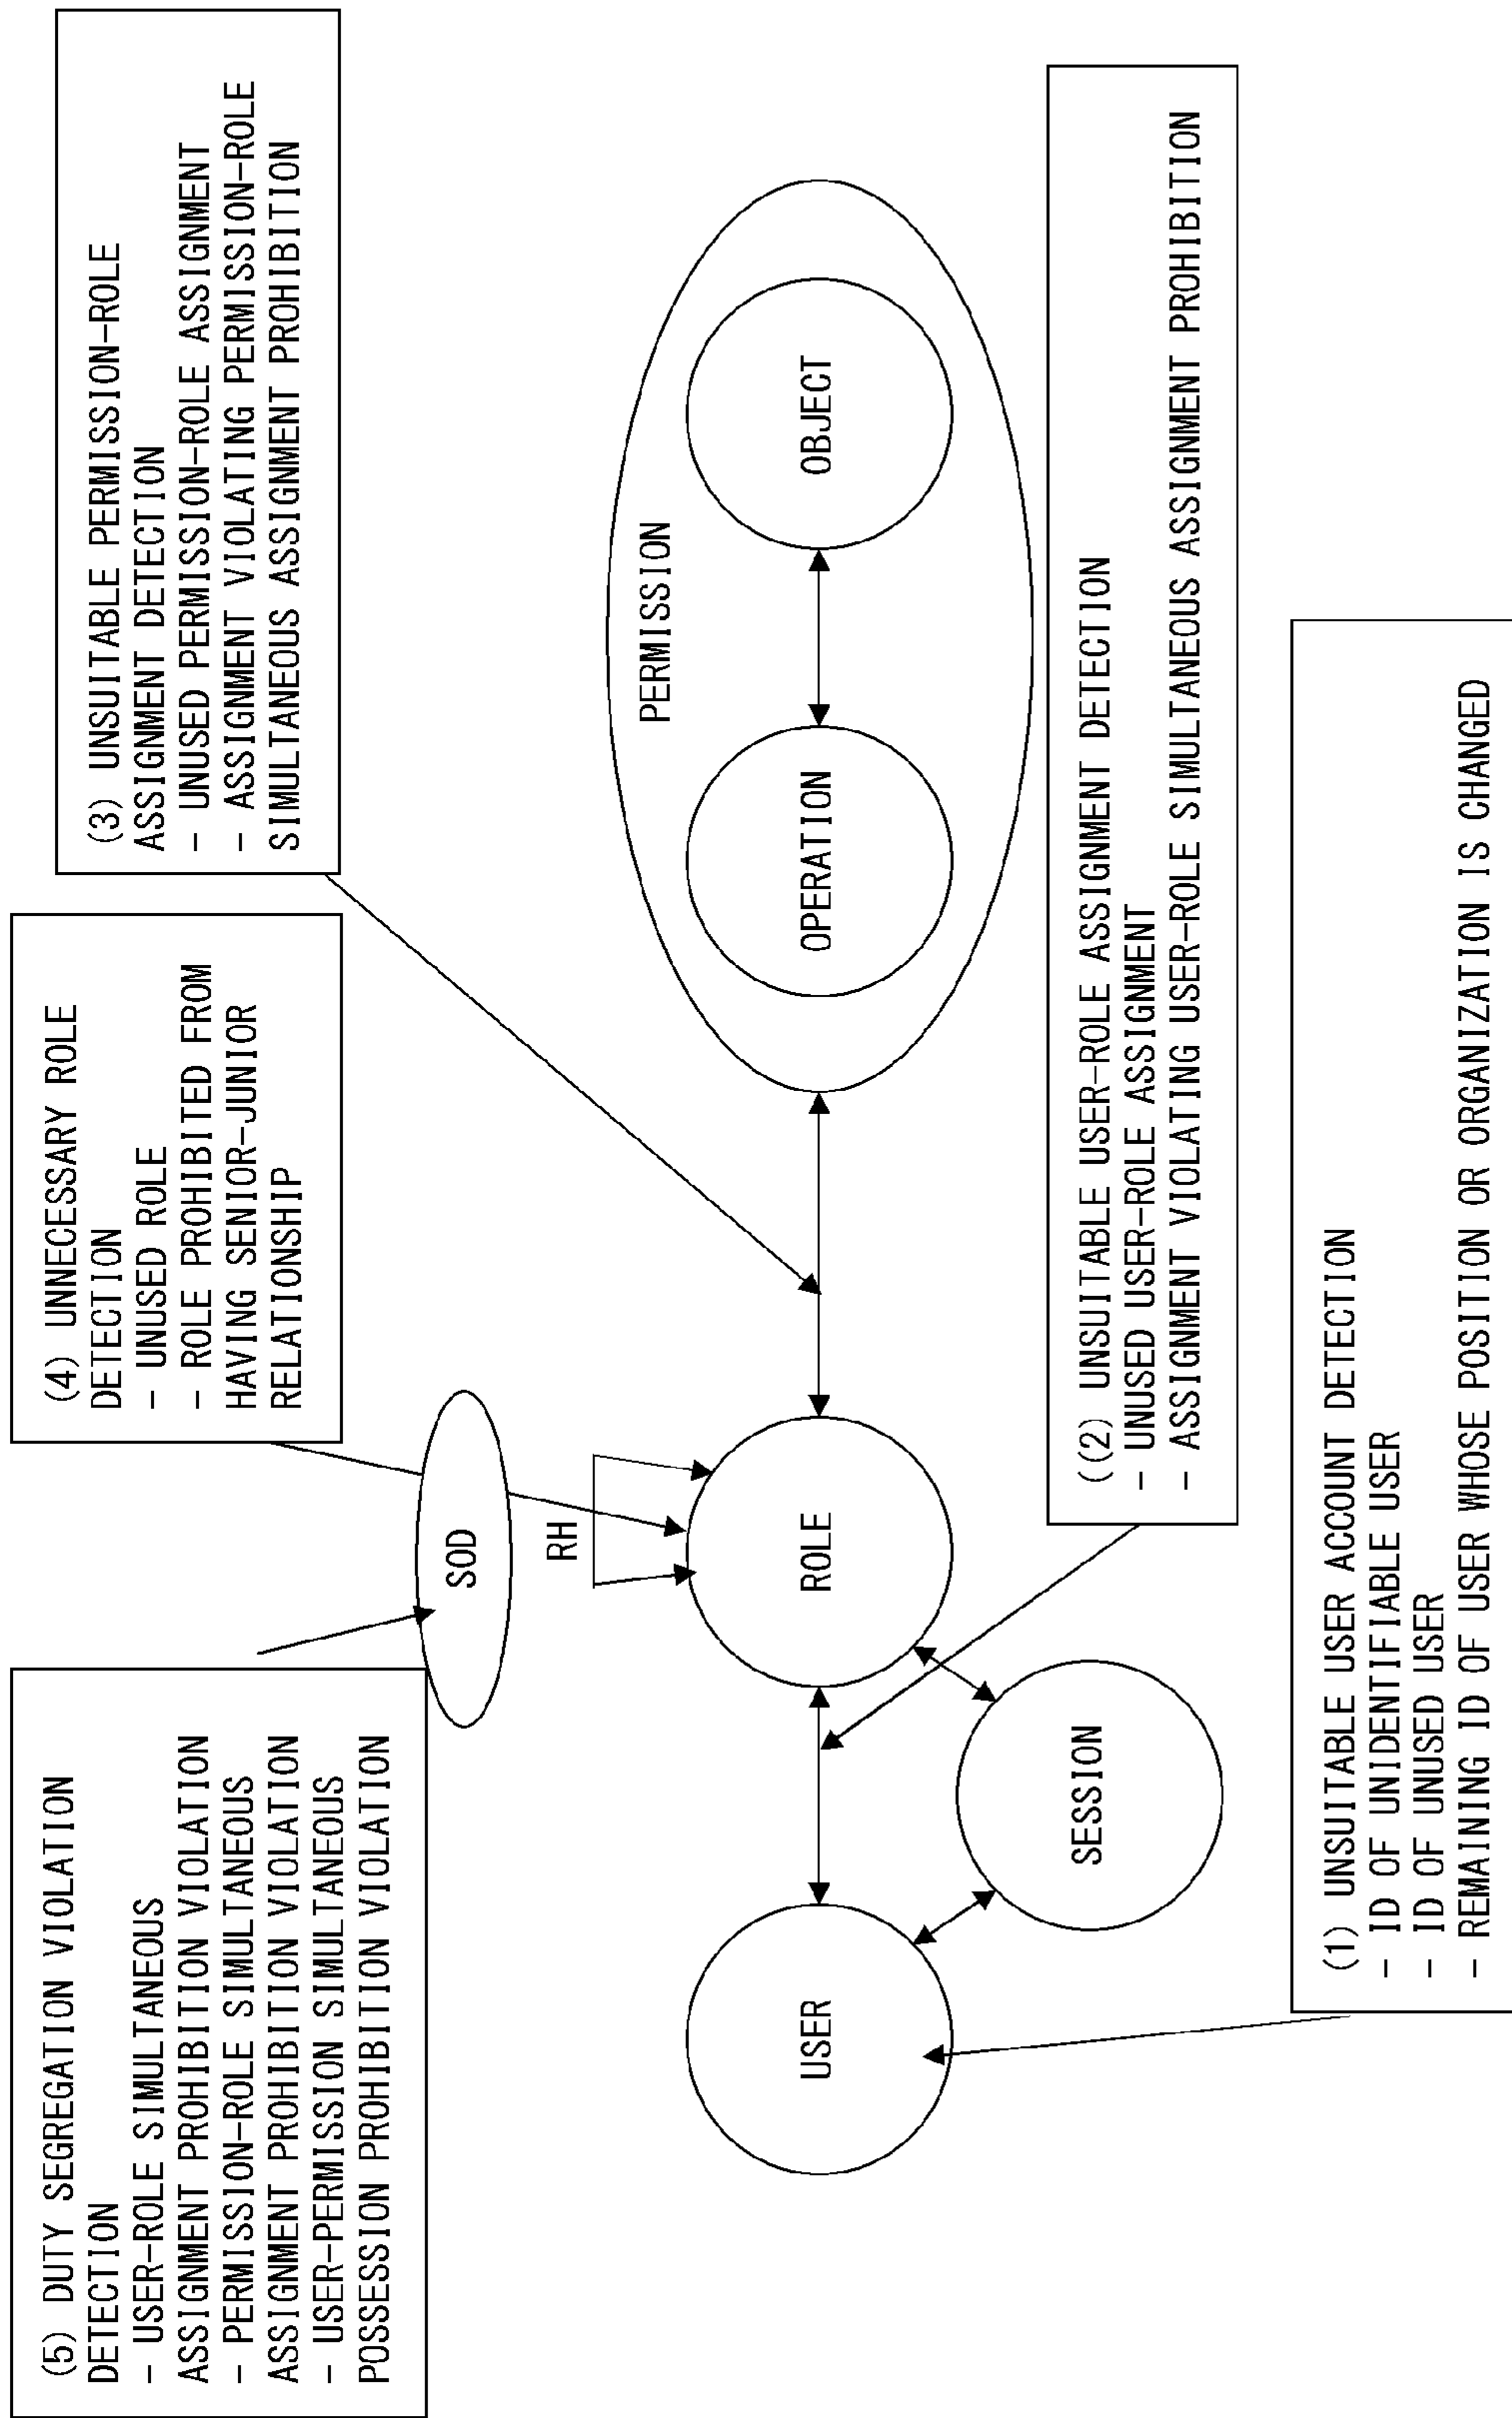 (5) DUTY SEGREGATION VIOLATION
DETECTION
- USER-ROLE SIMULTANEOUS
ASSIGNMENT PROHIBITION VIOLATION
- PERMISSION-ROLE SIMULTANEOUS
ASSIGNMENT PROHIBITION VIOLATION
- USER-PERMISSION SIMULTANEOUS
POSSESSION PROHIBITION VIOLATION
(4) UNNECESSARY ROLE
DETECTION
- UNUSED ROLE
- ROLE PROHIBITED FROM
HAVING SENIOR-JUNIOR
RELATIONSHIP
(3) UNSUITABLE PERMISSION-ROLE
ASSIGNMENT DETECTION
- UNUSED PERMISSION-ROLE ASSIGNMENT
- ASSIGNMENT VIOLATING PERMISSION-ROLE
SIMULTANEOUS ASSIGNMENT PROHIBITION
SOD
RH
PERMISSION
USER
ROLE
OPERATION
OBJECT
SESSION
((2) UNSUITABLE USER-ROLE ASSIGNMENT DETECTION
- UNUSED USER-ROLE ASSIGNMENT
- ASSIGNMENT VIOLATING USER-ROLE SIMULTANEOUS ASSIGNMENT PROHIBITION
(1) UNSUITABLE USER ACCOUNT DETECTION
- ID OF UNIDENTIFIABLE USER
- ID OF UNUSED USER
- REMAINING ID OF USER WHOSE POSITION OR ORGANIZATION IS CHANGED